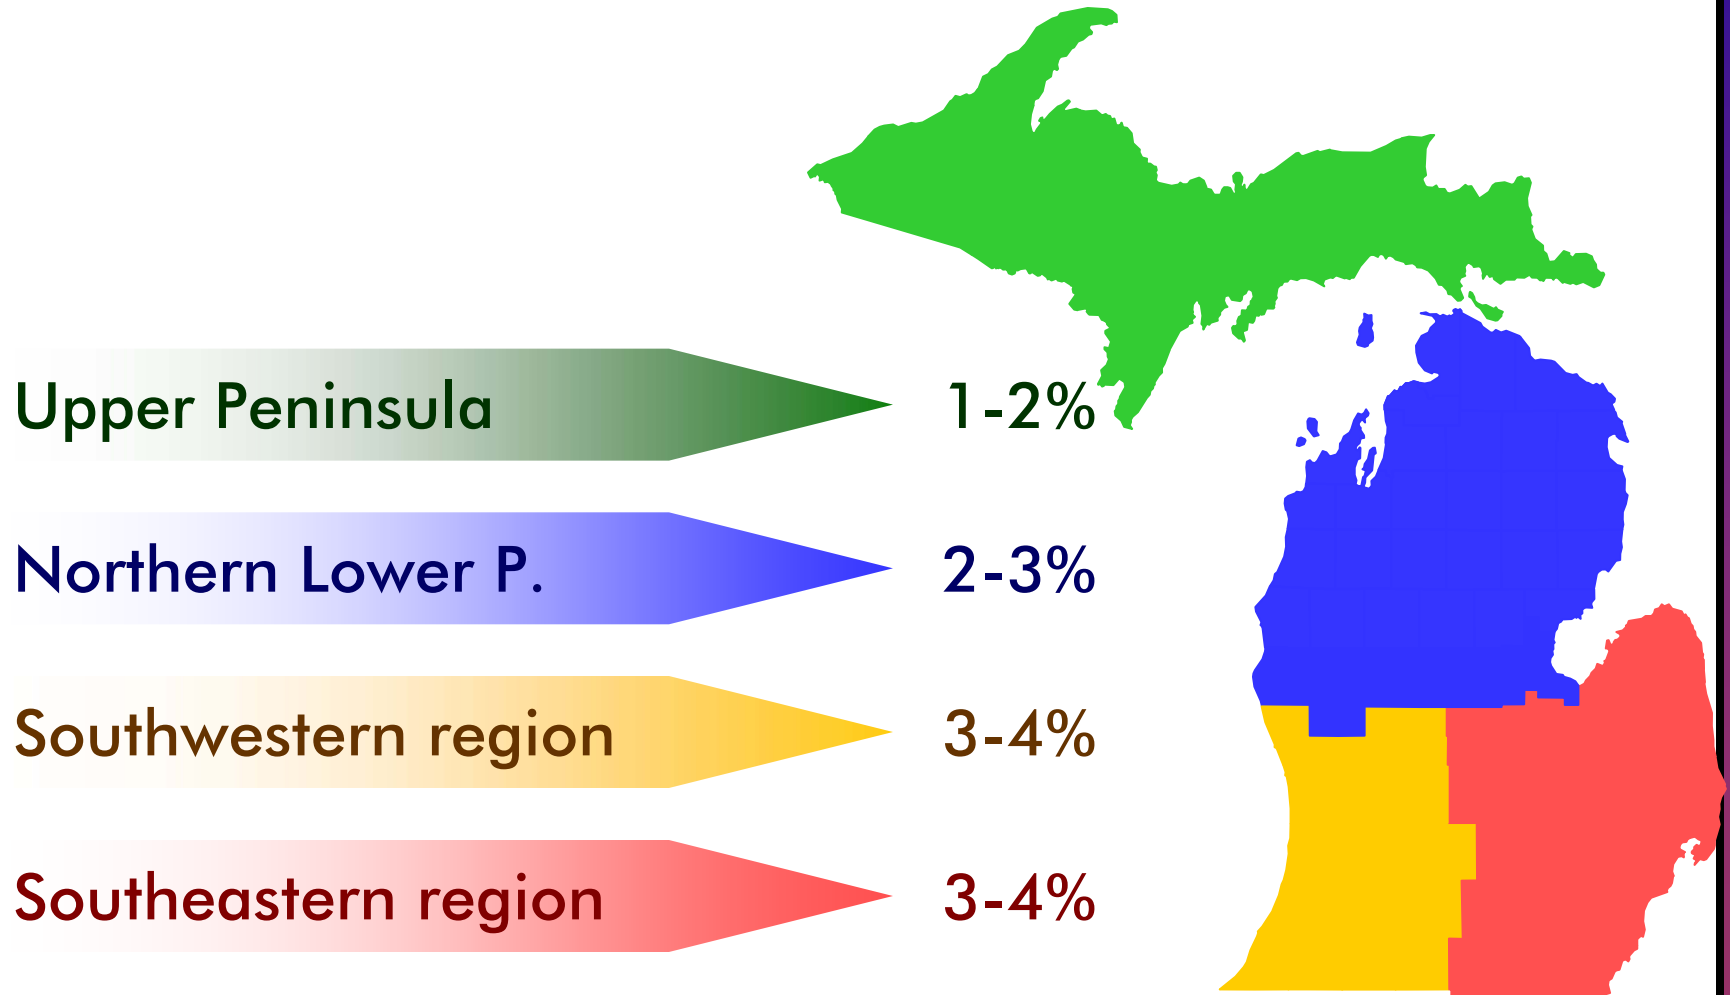 Upper Peninsula 1-2%
Northern Lower P. 2-3%
Southwestern region 3-4%
Southeastern region 3-4%